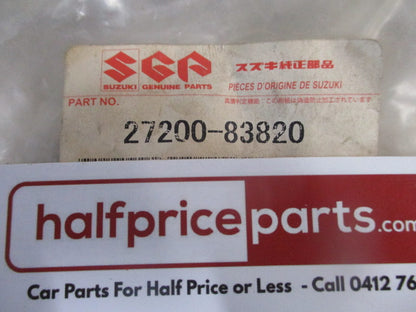 SGP スズキ純正部品
SUZUKI GENUINE PARTS PIÈCES D'ORIGINE DE SUZUKI
PART NO.
27200-83820
halfpriceparts.com
Car Parts For Half Price or Less - Call 0412 76